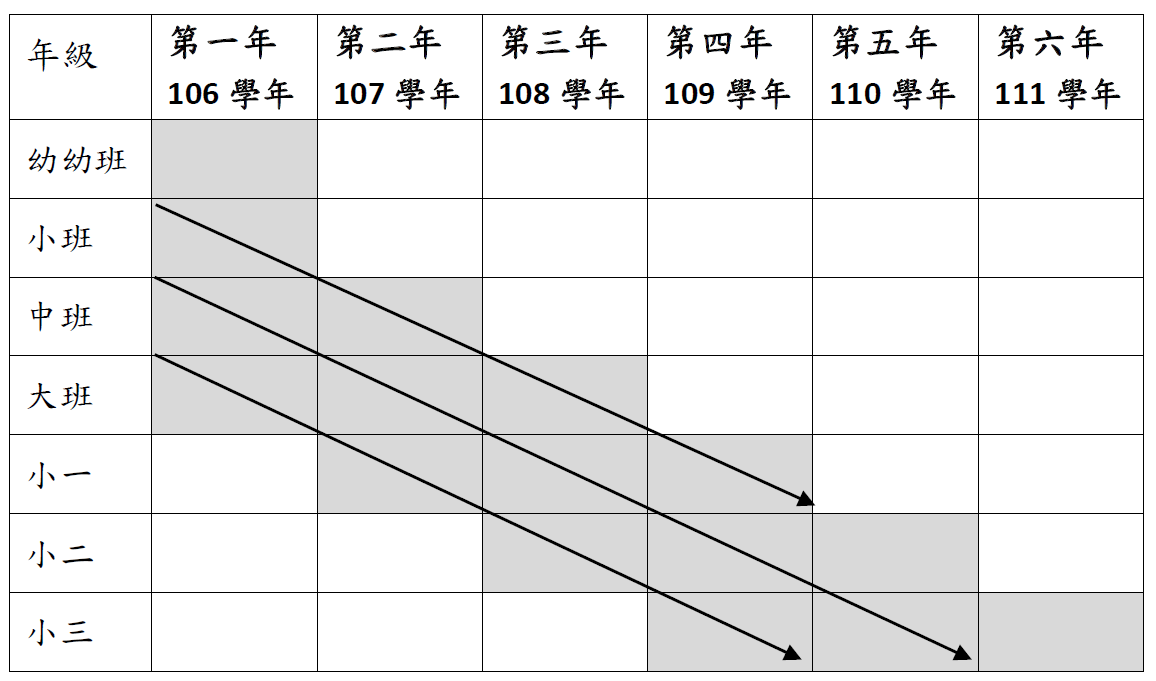 年級
第一年
106 學年
第二年
107 學年
第三年
108 學年
第四年
109 學年
第五年
110 學年
第六年
111 學年
幼幼班
小班
中班
大班
小一
小二
小三